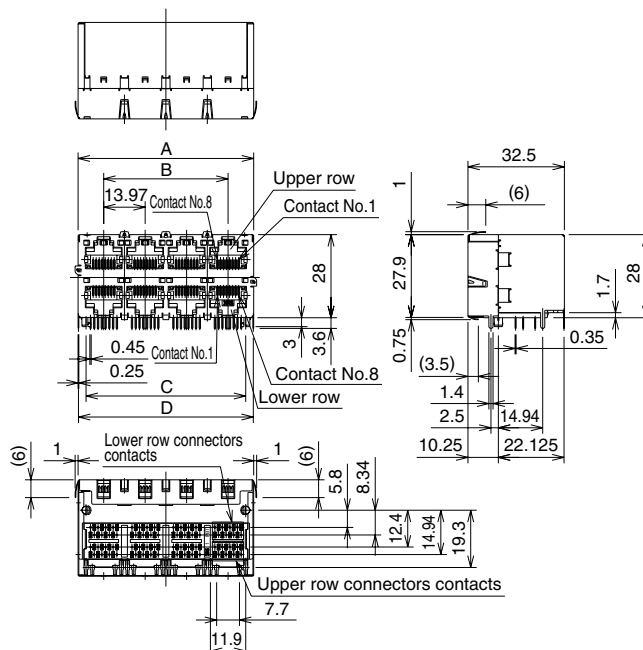 A
B
13.97
Contact No.8
Upper row
Contact No.1
28
3
3.6
0.45
0.25
Contact No.1
Contact No.8
C
Lower row
D
32.5
1
(6)
27.9
0.75
28
1.7
0.35
(3.5)
1.4
2.5
14.94
10.25
22.125
Lower row connectors
contacts
(6)
1
1
(6)
5.8
8.34
12.4
14.94
19.3
Upper row connectors contacts
7.7
11.9